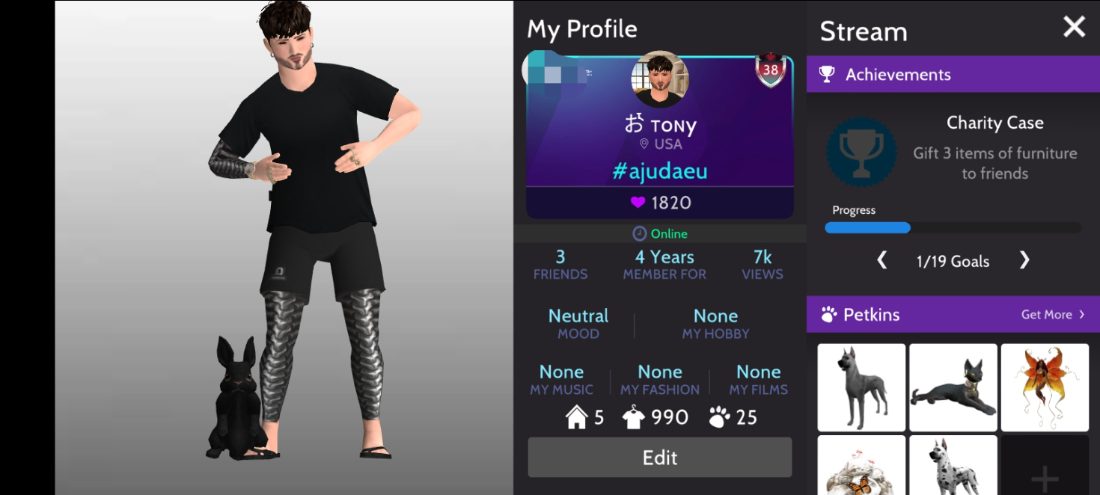 My Profile
38
お TONy
USA
#ajudaeu
1820
Online
3
FRIENDS
4 Years
MEMBER FOR
7k
VIEWS
Neutral
MOOD
None
MY HOBBY
None
MY MUSIC
None
MY FASHION
None
MY FILMS
5
990
25
Edit
Stream
Achievements
Charity Case
Gift 3 items of furniture
to friends
Progress
1/19 Goals
Petkins
Get More